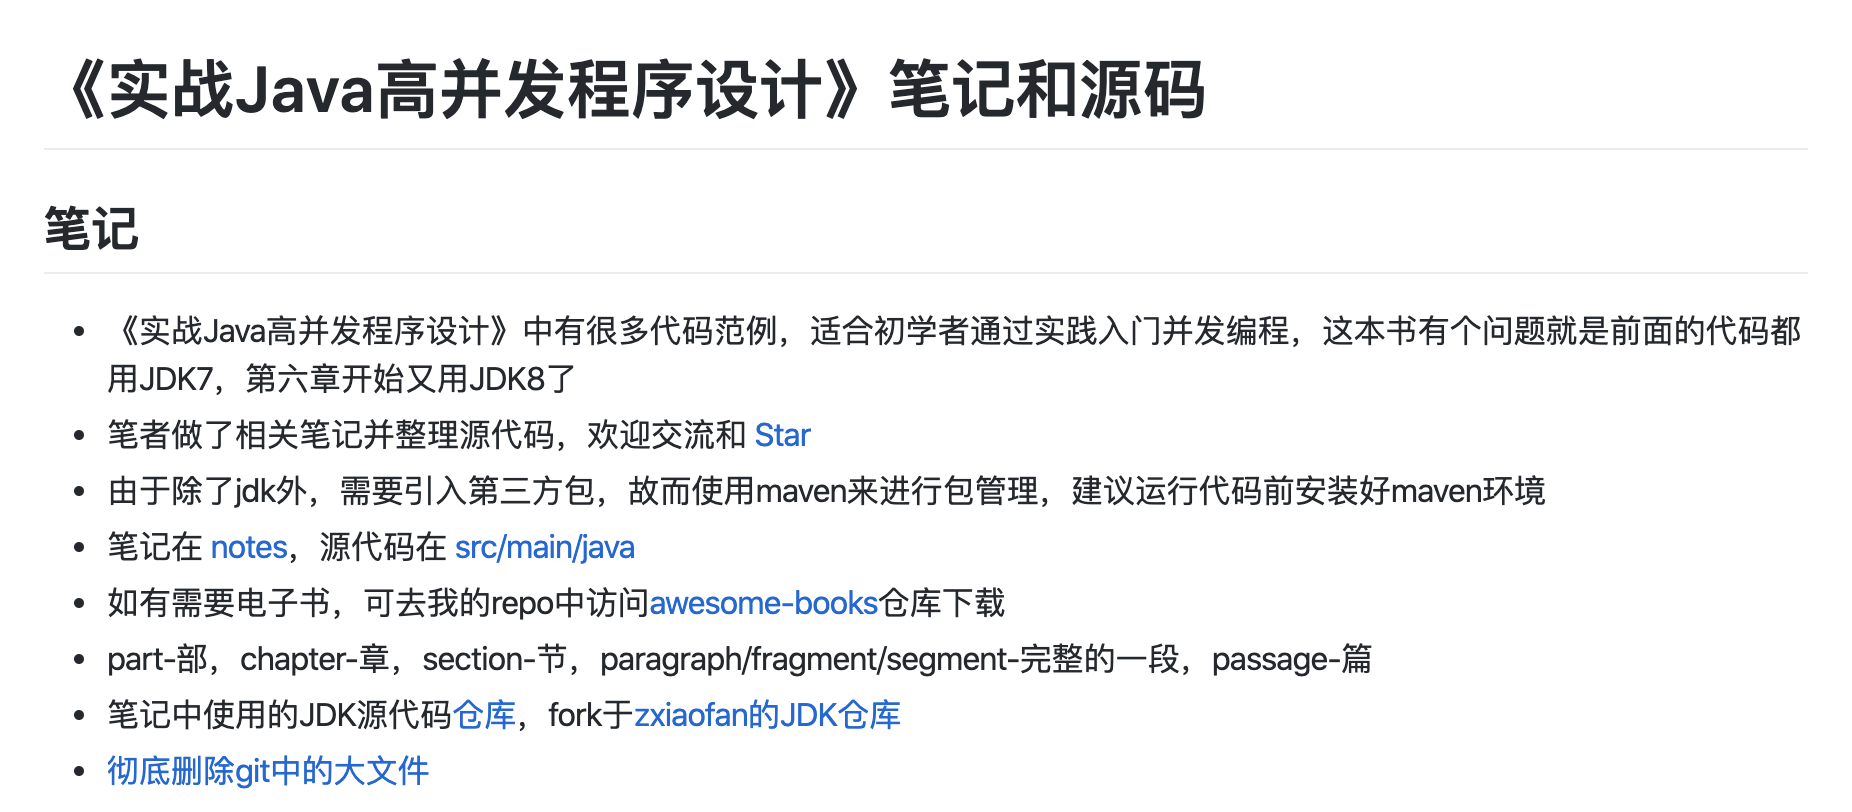 《实战Java高并发程序设计》笔记和源码
笔记
《实战Java高并发程序设计》中有很多代码范例，适合初学者通过实践入门并发编程，这本书有个问题就是前面的代码都
用JDK7，第六章开始又用JDK8了
笔者做了相关笔记并整理源代码，欢迎交流和 Star
由于除了jdk外，需要引入第三方包，故而使用maven来进行包管理，建议运行代码前安装好maven环境
笔记在 notes，源代码在 src/main/java
如有需要电子书，可去我的repo中访问awesome-books仓库下载
part-部，chapter-章，section-节，paragraph/fragment/segment-完整的一段，passage-篇
笔记中使用的JDK源代码仓库，fork于zxiaofan的JDK仓库
彻底删除git中的大文件